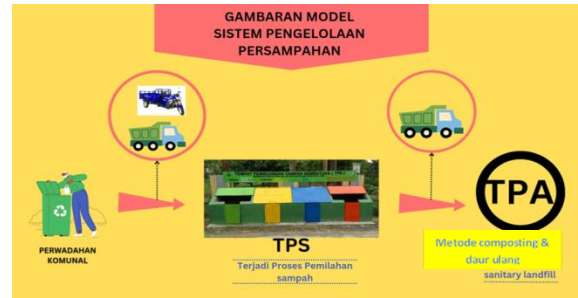 GAMBARAN MODEL
SISTEM PENGELOLAAN
PERSAMPAHAN
PERWADAHAN
KOMUNAL
TPS
Terjadi Proses Pemilahan
sampah
TPA
Metode composting &
daur ulang
sanitary landfill